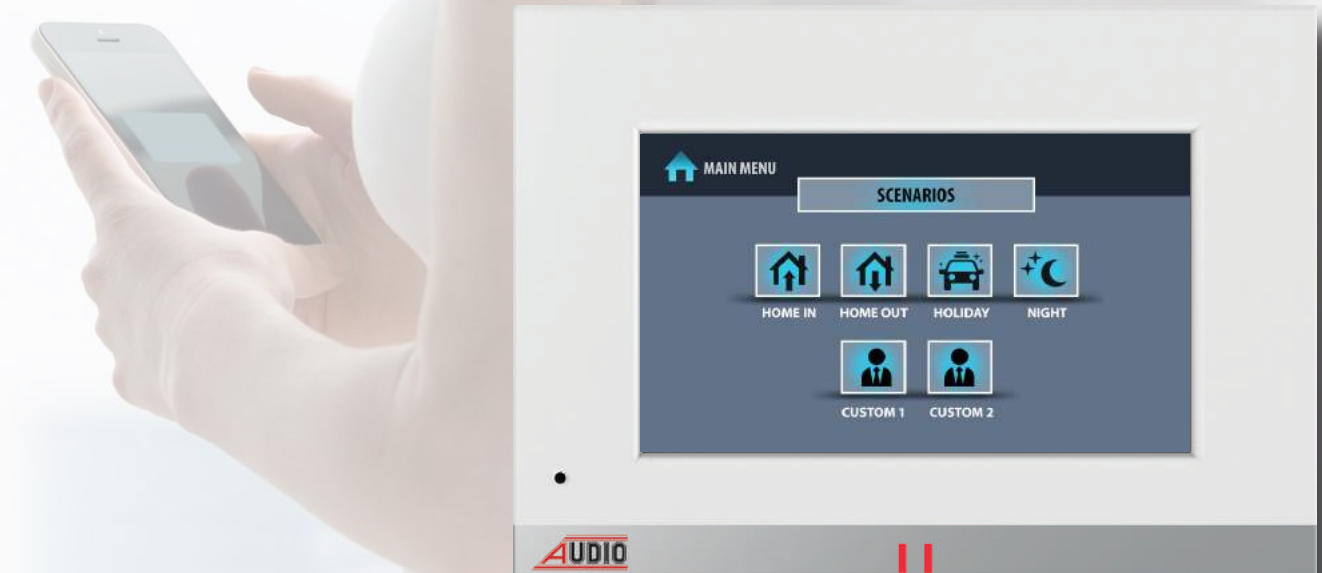 MAIN MENU
SCENARIOS
HOME IN HOME OUT HOLIDAY NIGHT
CUSTOM 1 CUSTOM 2
AUDIO